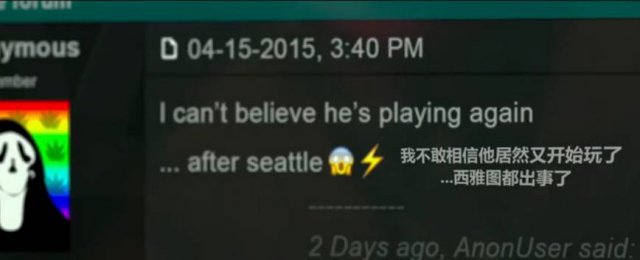 forum
ymous
mber
04-15-2015, 3:40 PM
I can't believe he's playing again
... after seattle😱⚡
我不敢相信他居然又开始玩了
...西雅图都出事了
-----------
2 Days ago, AnonUser said: